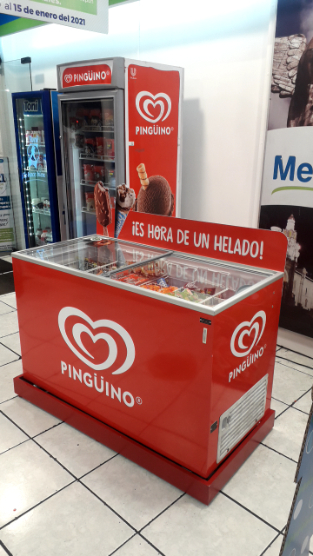 al 15 de enero del 2021
PINGÜINO
PINGÜINO®
¡ES HORA DE UN HELADO!
Me
PINGÜINO®
PINGÜINO®